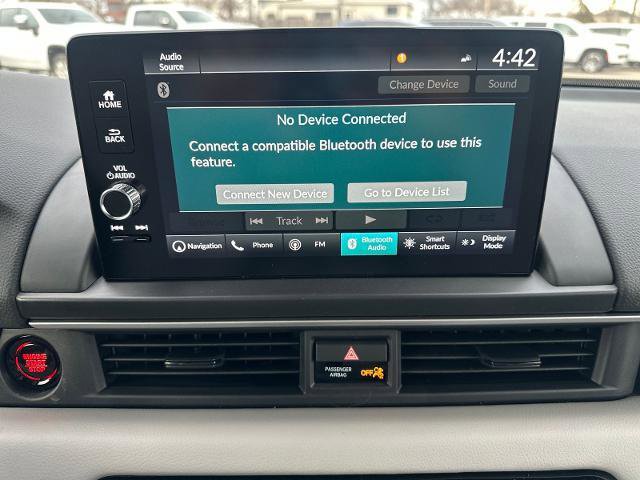 Audio
Source
1
4:42
Change Device
Sound
HOME
BACK
VOL
AUDIO
No Device Connected
Connect a compatible Bluetooth device to use this
feature.
Connect New Device
Go to Device List
Track
Navigation
Phone
FM
Bluetooth
Audio
Smart
Shortcuts
Display
Mode
ENGINE
START
STOP
PASSENGER
AIRBAG
OFF